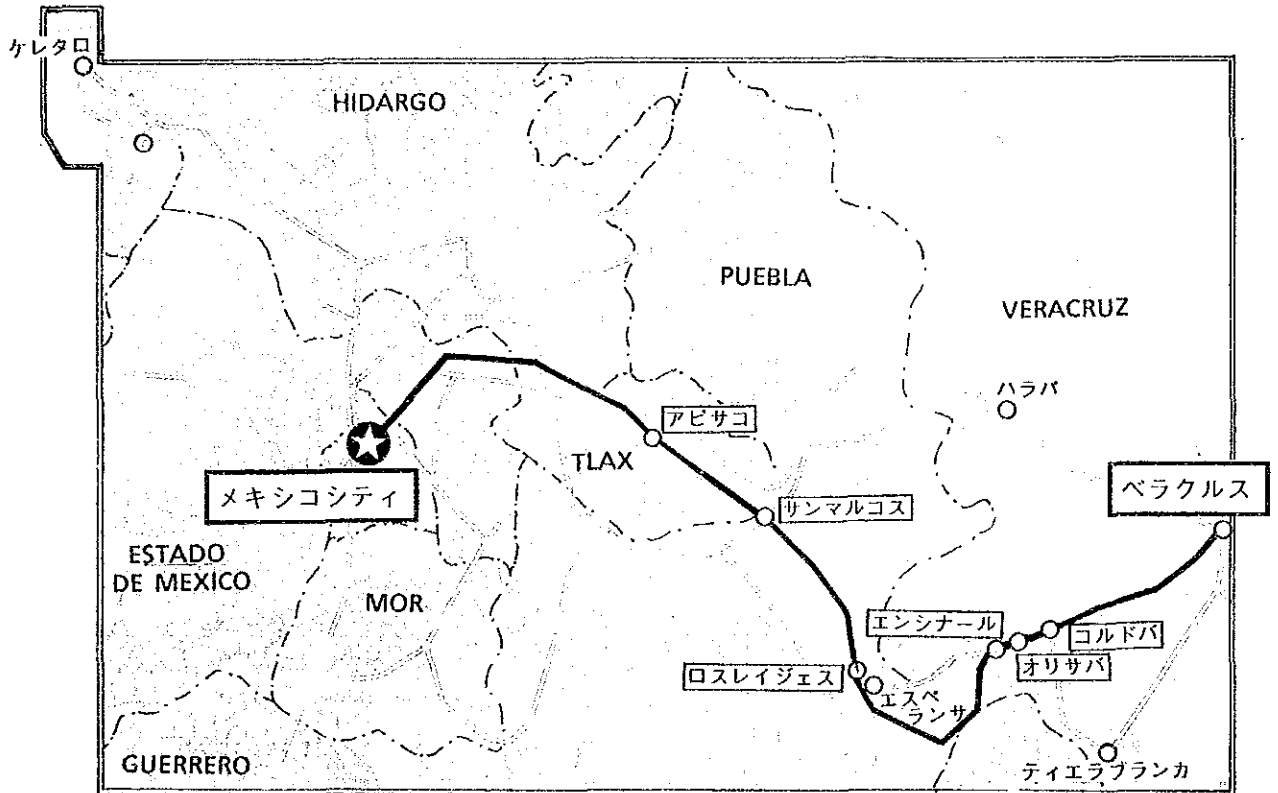 ケレタロ
HIDARGO
PUEBLA
VERACRUZ
ハラパ
アピサコ
TLAX
メキシコシティ
サンマルコス
ベラクルス
ESTADO
DE MEXICO
MOR
エンシナール
コルドバ
オリサバ
ロスレイジェス
エスペ
ランサ
GUERRERO
ティエラブランカ